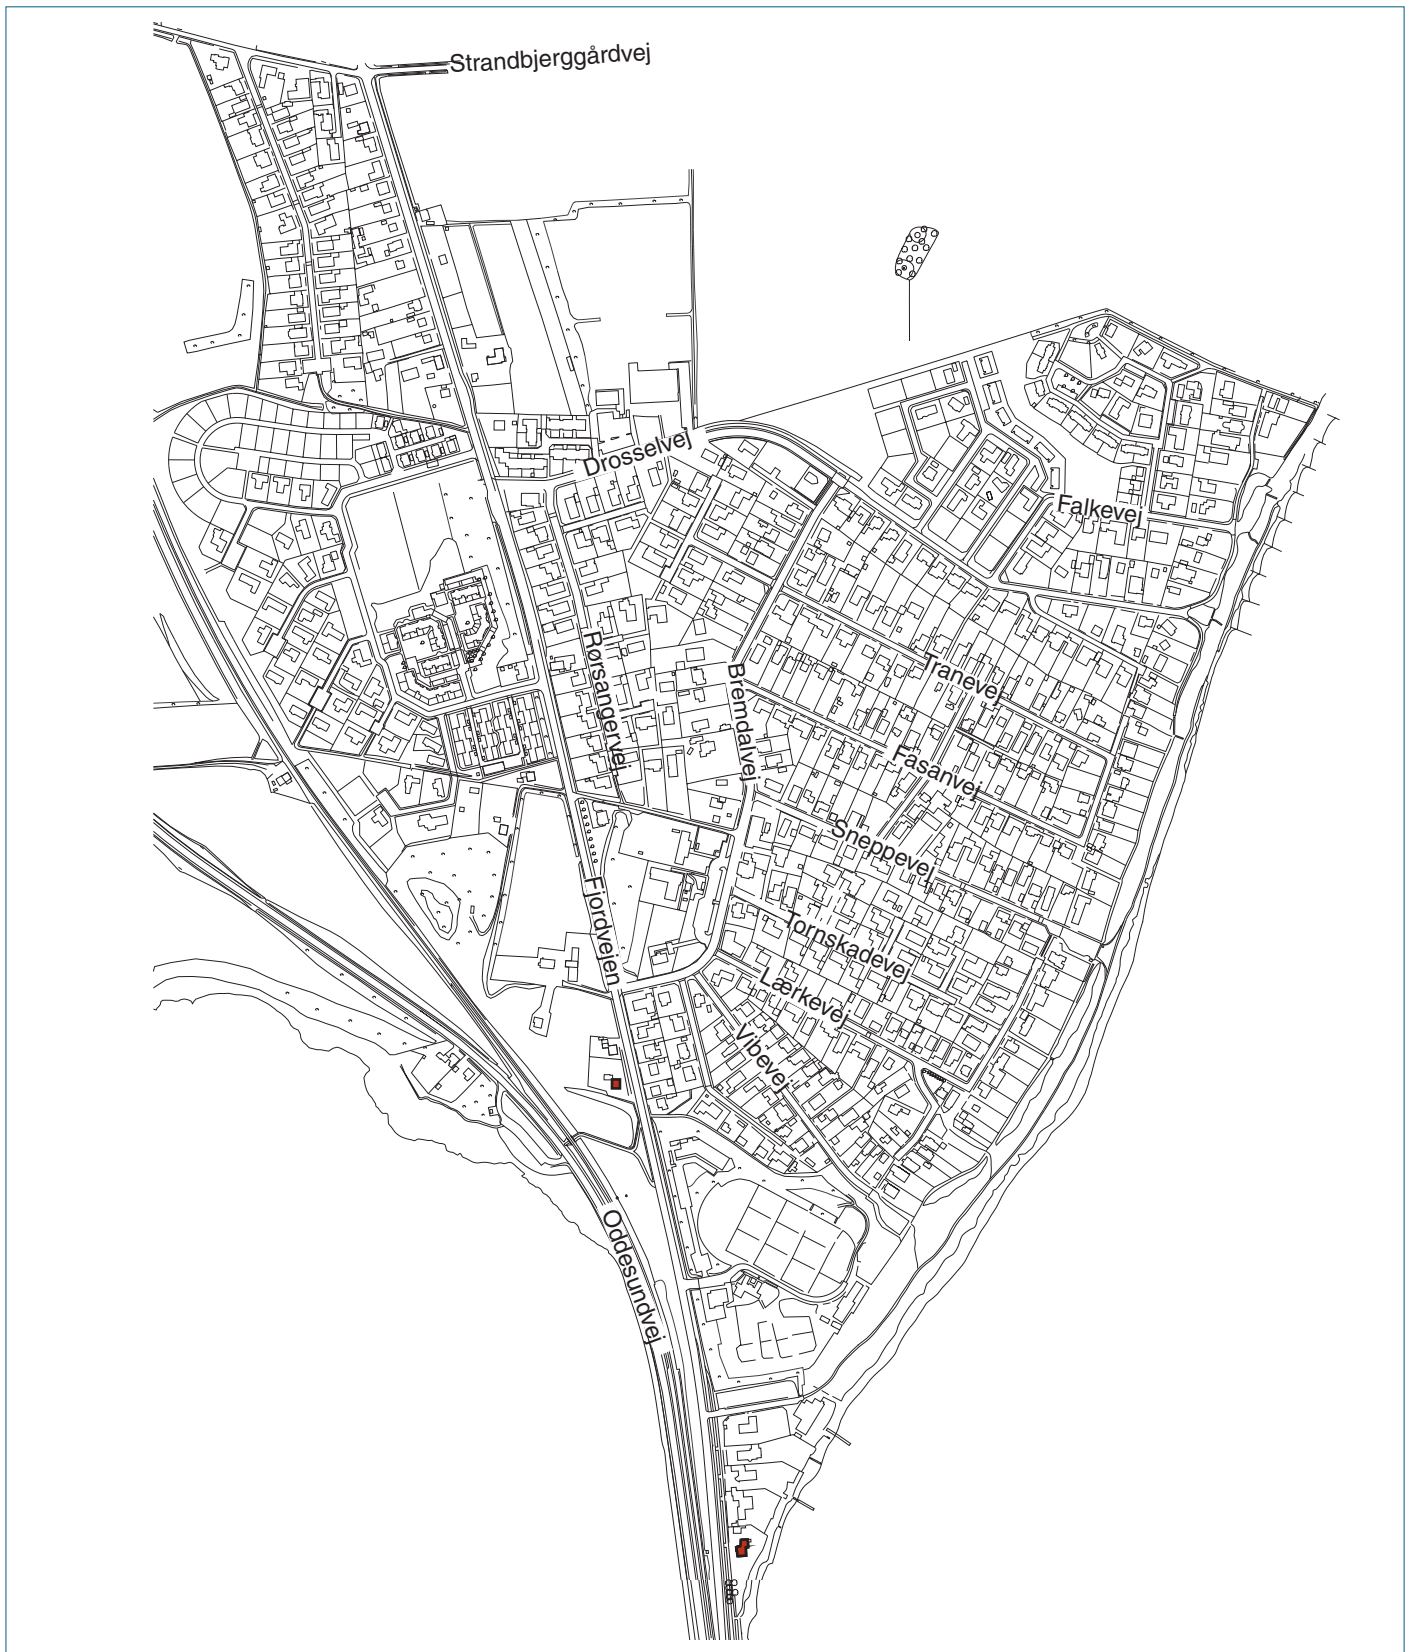 Strandbjerggårdvej
Drosselvej
Falkevej
Rørsangervej
Bremdalvej
Tranevej
Fasanvej
Sneppevej
Fjordvejen
Tornskadevej
Lærkevej
Vibevej
Oddesundvej